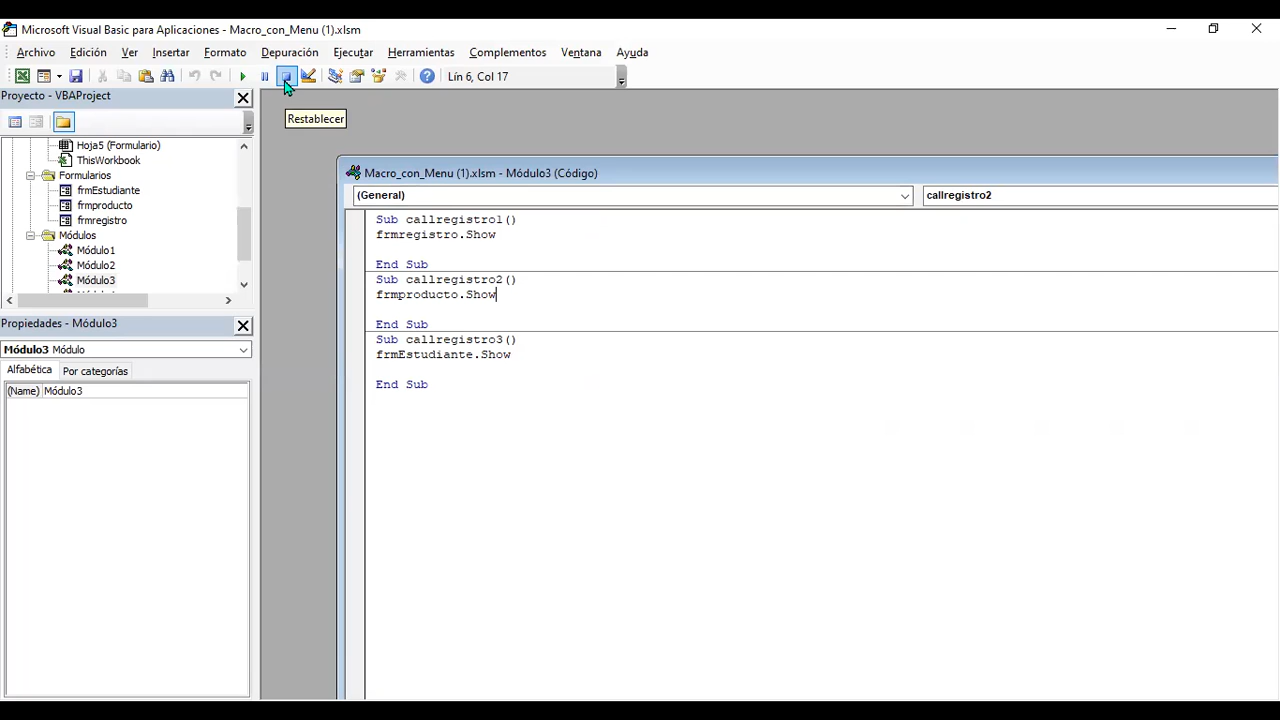 Microsoft Visual Basic para Aplicaciones - Macro_con_Menu (1).xlsm
Archivo Edición Ver Insertar Formato Depuración Ejecutar Herramientas Complementos Ventana Ayuda
Lín 6, Col 17
Proyecto - VBAProject
Restablecer
Hoja5 (Formulario)
ThisWorkbook
Formularios
frmEstudiante
frmproducto
frmregistro
Módulos
Módulo1
Módulo2
Módulo3
Propiedades - Módulo3
Módulo3 Módulo
Alfabética Por categorías
(Name) Módulo3
Macro_con_Menu (1).xlsm - Módulo3 (Código)
(General) callregistro2
Sub callregistro1()
frmregistro.Show
End Sub
Sub callregistro2()
frmproducto.Show
End Sub
Sub callregistro3()
frmEstudiante.Show
End Sub